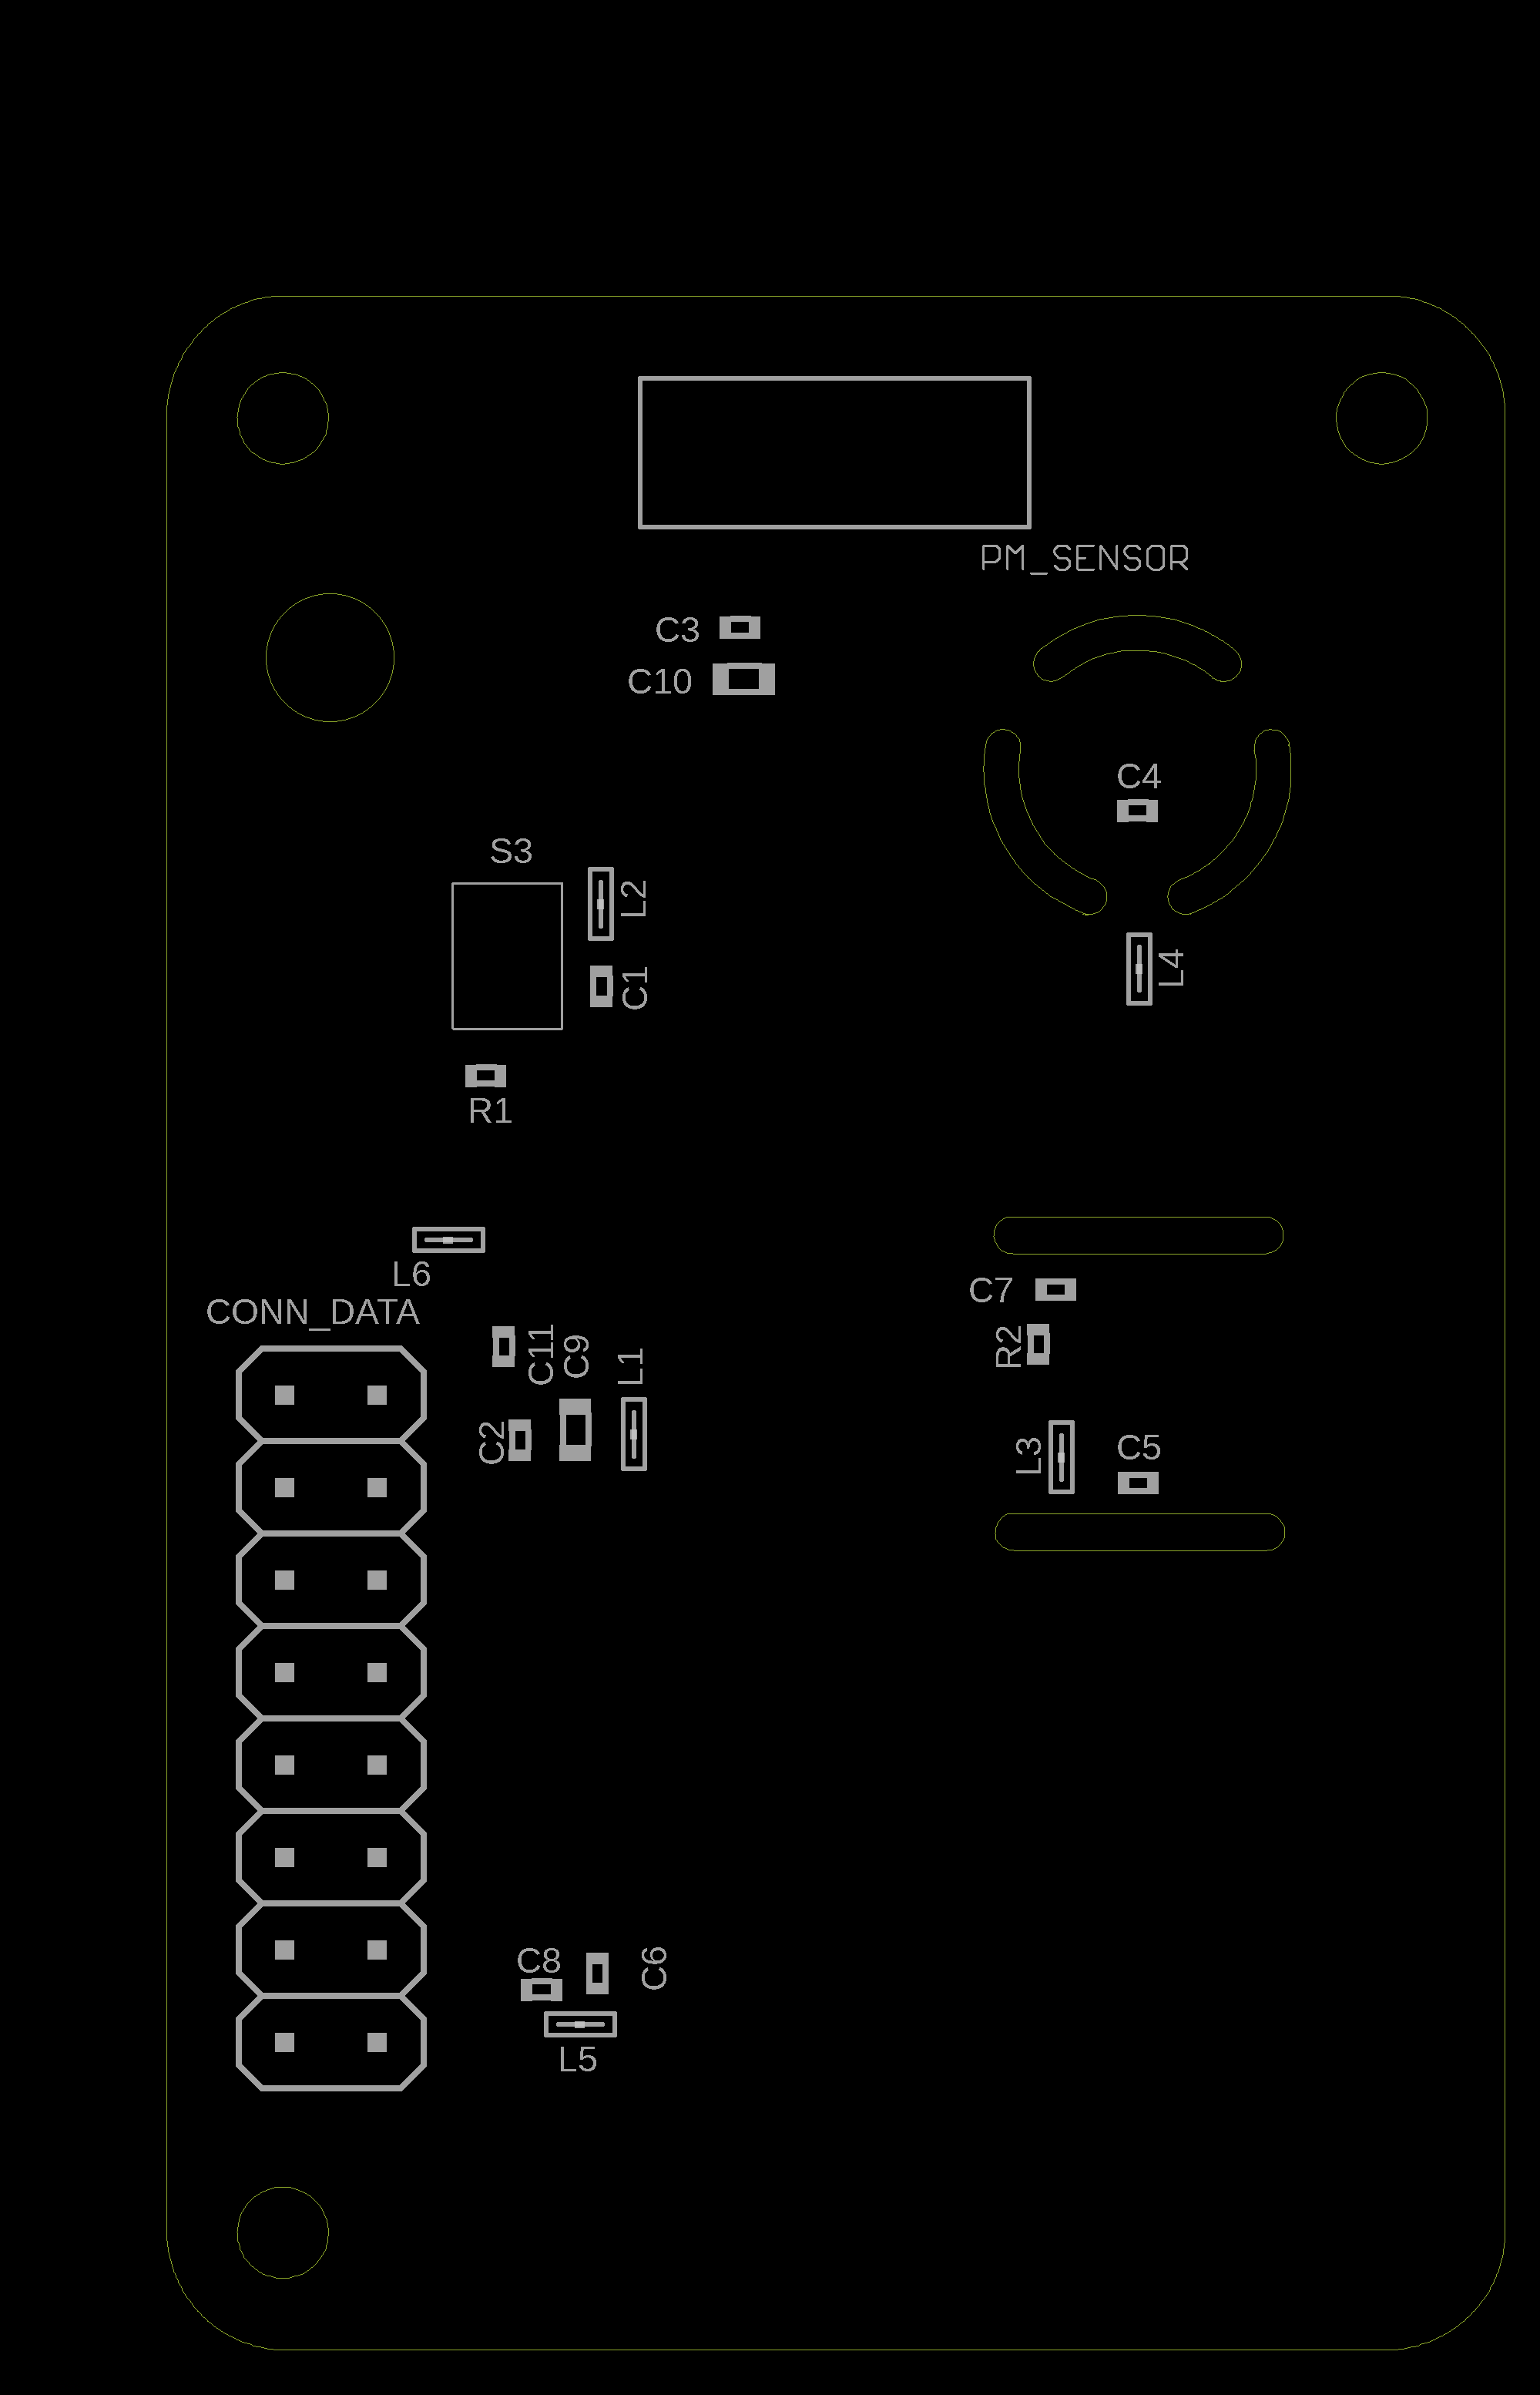 PM_SENSOR
C3
C10
C4
S3
L2
L4
C1
R1
L6
C7
CONN_DATA
C11
C9
L1
R2
C2
L3
C5
C8
C6
L5